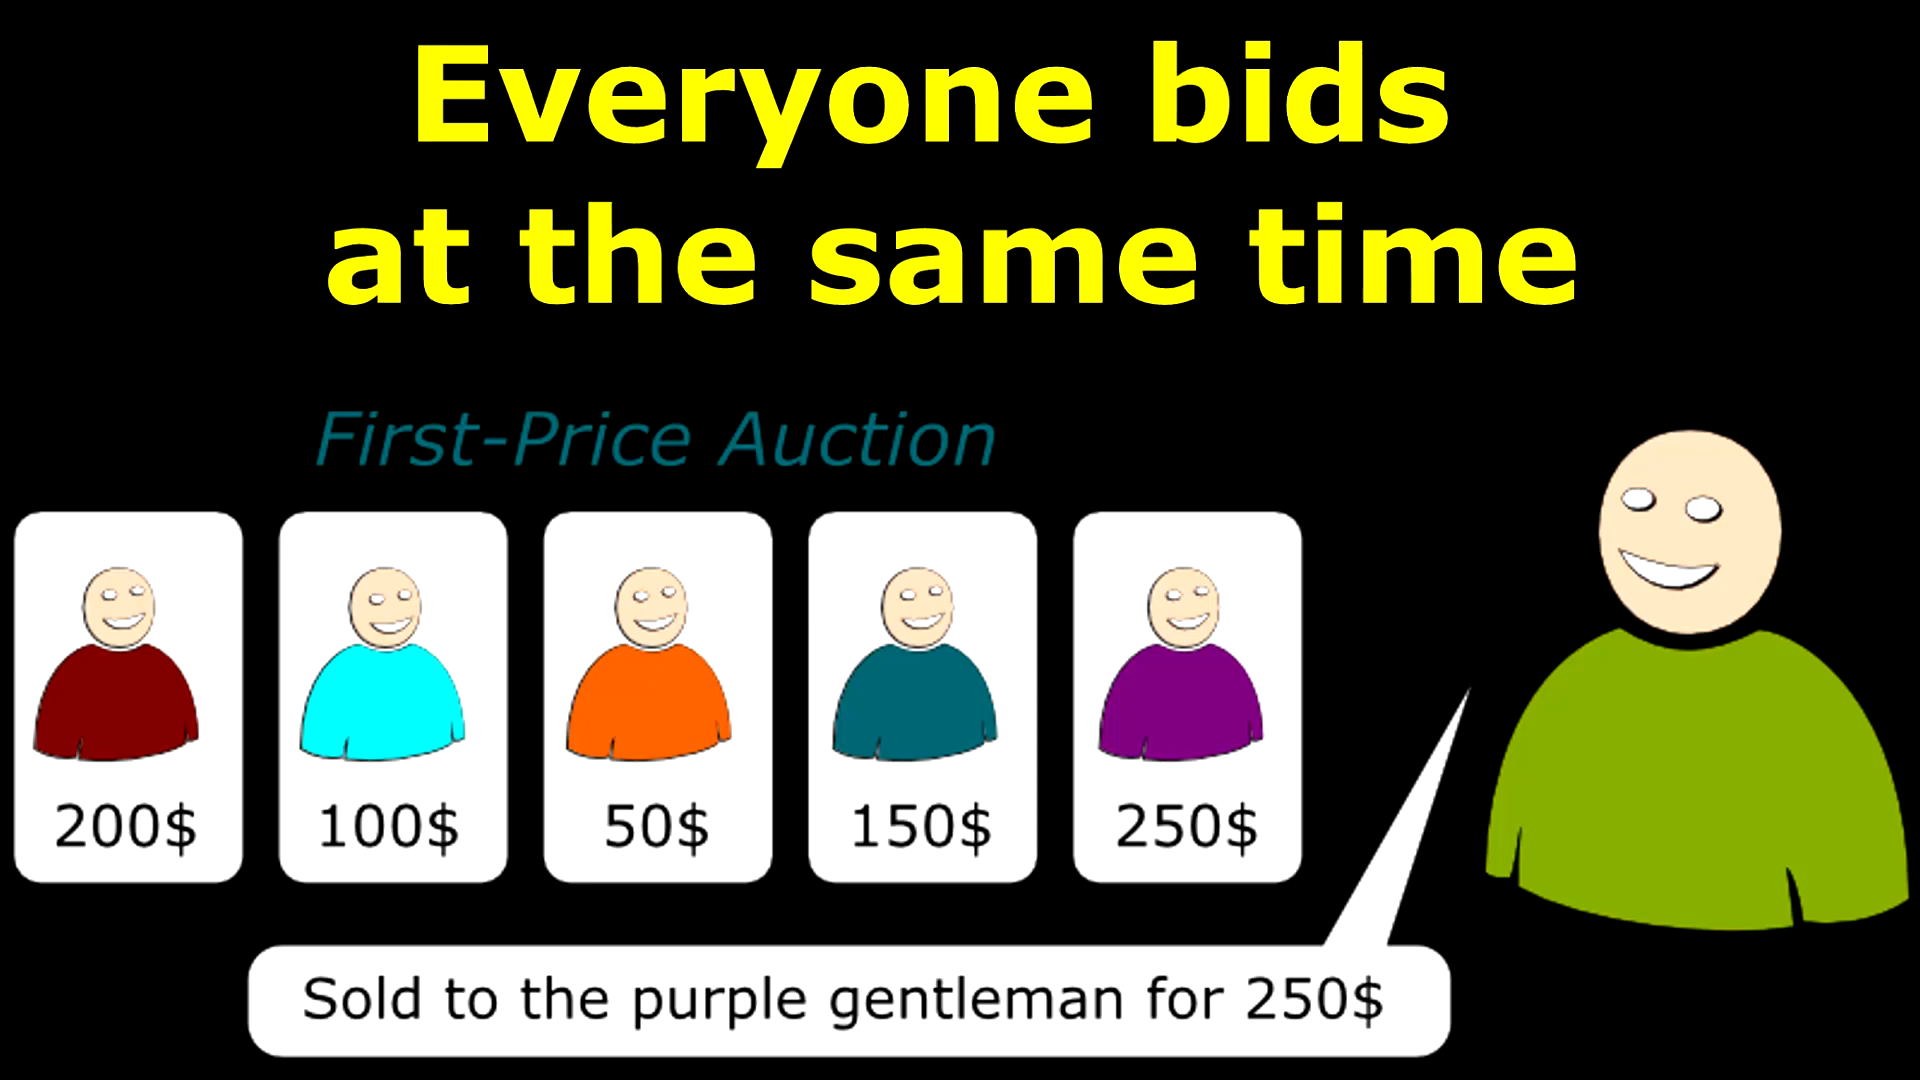 Everyone bids
at the same time
First-Price Auction
200$
100$
50$
150$
250$
Sold to the purple gentleman for 250$